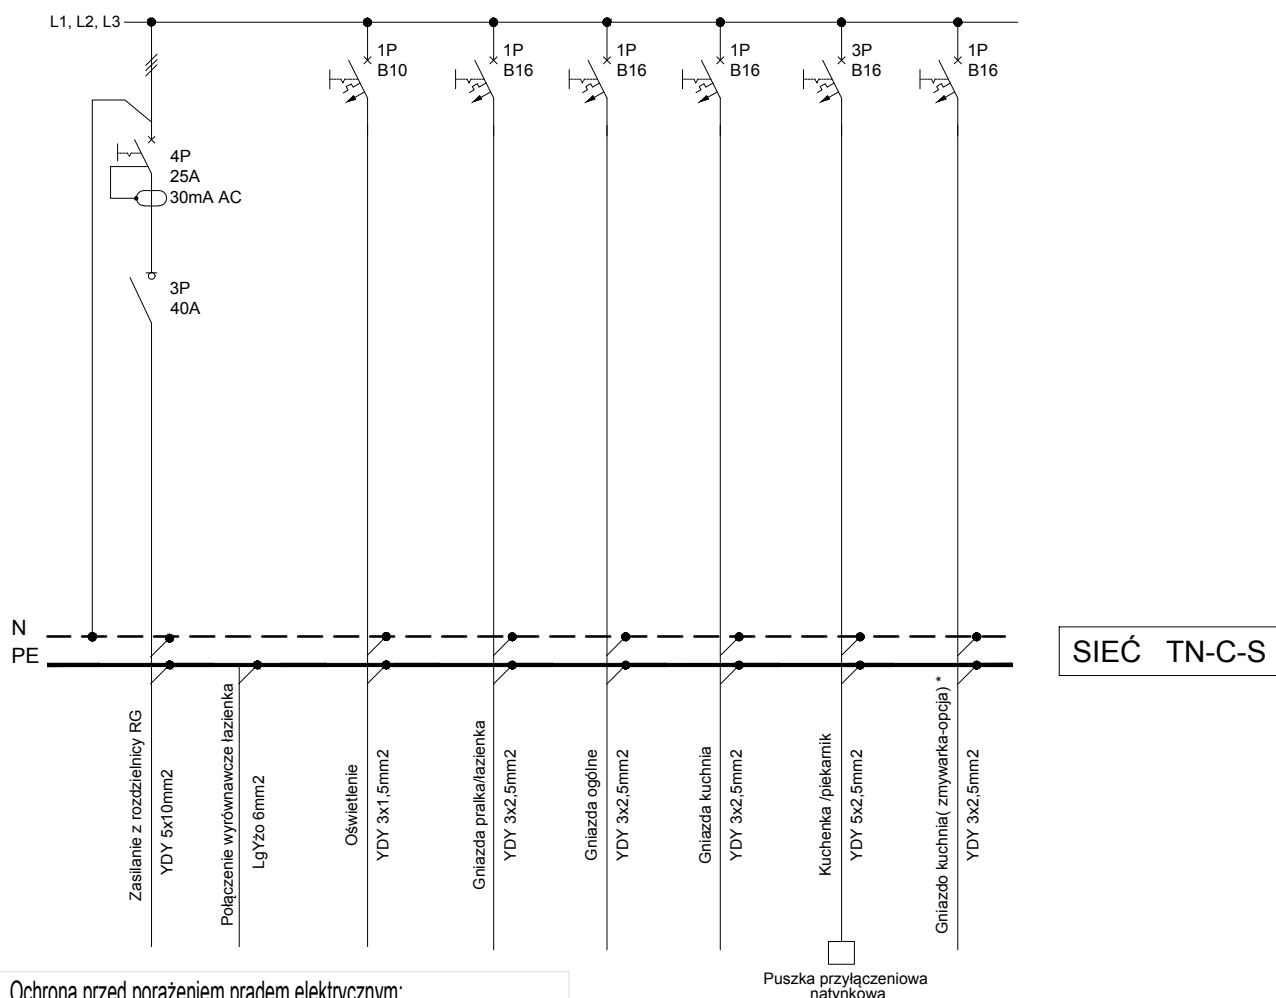 L1, L2, L3
1P
B10
1P
B16
1P
B16
1P
B16
3P
B16
1P
B16
4P
25A
30mA AC
3P
40A
N
PE
SIEĆ TN-C-S
Zasilanie z rozdzielnicy RG
YDY 5x10mm2
Połączenie wyrównawcze łazienka
LgYżo 6mm2
Oświetlenie
YDY 3x1,5mm2
Gniazda pralka/łazienka
YDY 3x2,5mm2
Gniazda ogólne
YDY 3x2,5mm2
Gniazda kuchnia
YDY 3x2,5mm2
Kuchenka /piekarnik
YDY 5x2,5mm2
Gniazdo kuchnia( zmywarka-opcja) *
YDY 3x2,5mm2
Puszka przyłączeniowa
natynkowa
Ochrona przed porażeniem prądem elektrycznym: